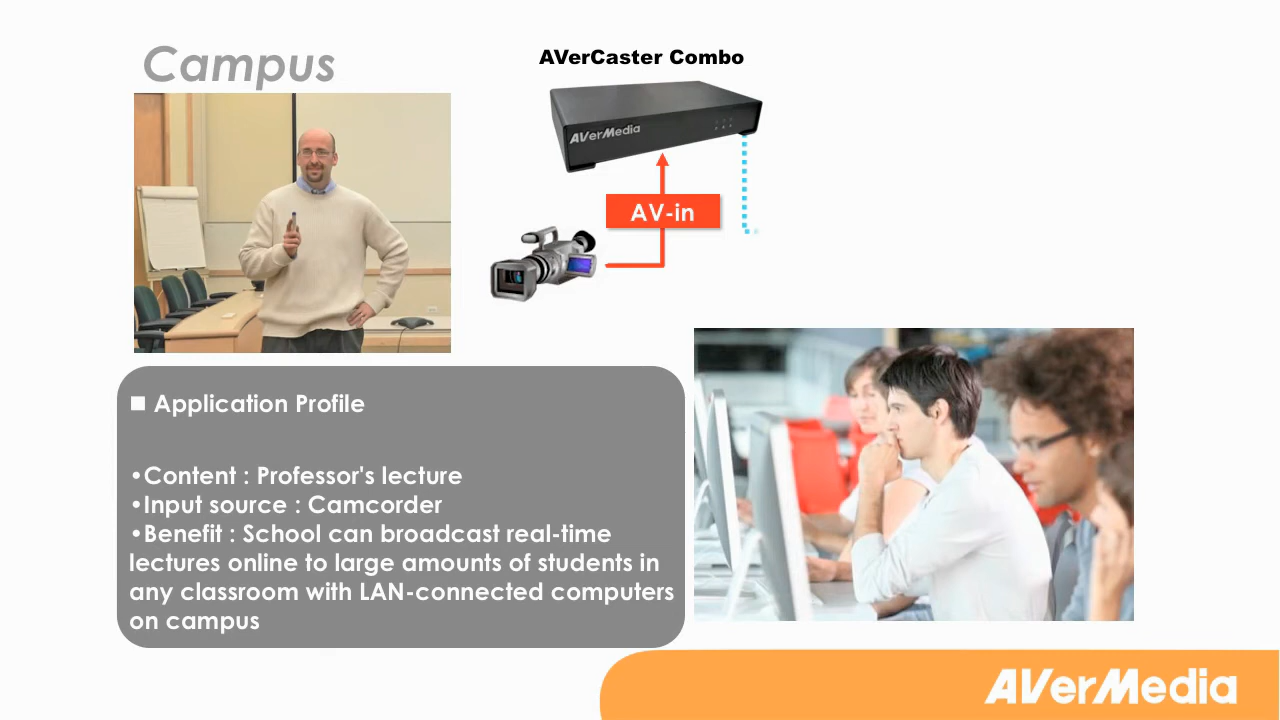 Campus
AVerCaster Combo
AVerMedia
AV-in
■ Application Profile
•Content : Professor's lecture
•Input source : Camcorder
•Benefit : School can broadcast real-time
lectures online to large amounts of students in
any classroom with LAN-connected computers
on campus
AVerMedia